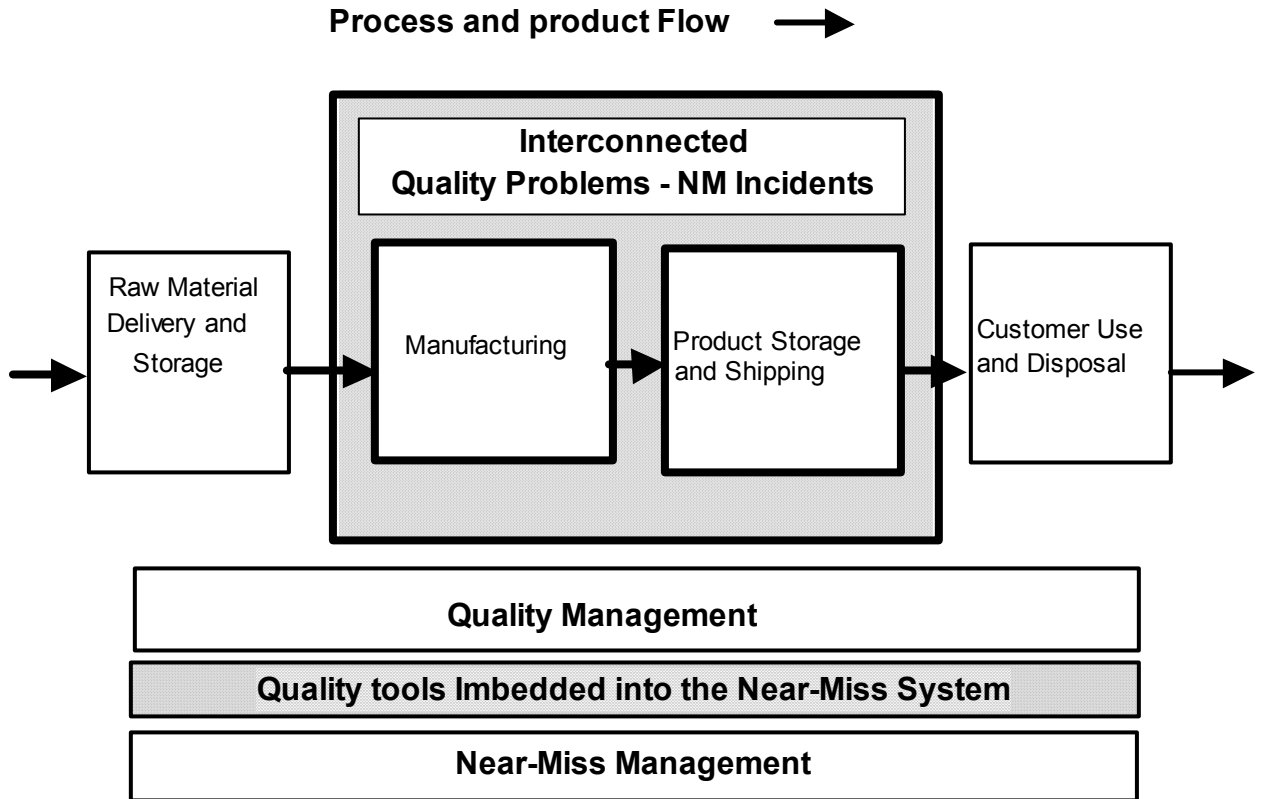 Process and product Flow
Interconnected
Quality Problems - NM Incidents
Raw Material
Delivery and
Storage
Manufacturing
Product Storage
and Shipping
Customer Use
and Disposal
Quality Management
Quality tools Imbedded into the Near-Miss System
Near-Miss Management